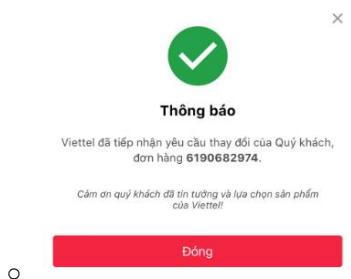 Thông báo
Viettel đã tiếp nhận yêu cầu thay đổi của Quý khách,
đơn hàng 6190682974.
Cảm ơn quý khách đã tin tưởng và lựa chọn sản phẩm
của Viettel!
Đóng